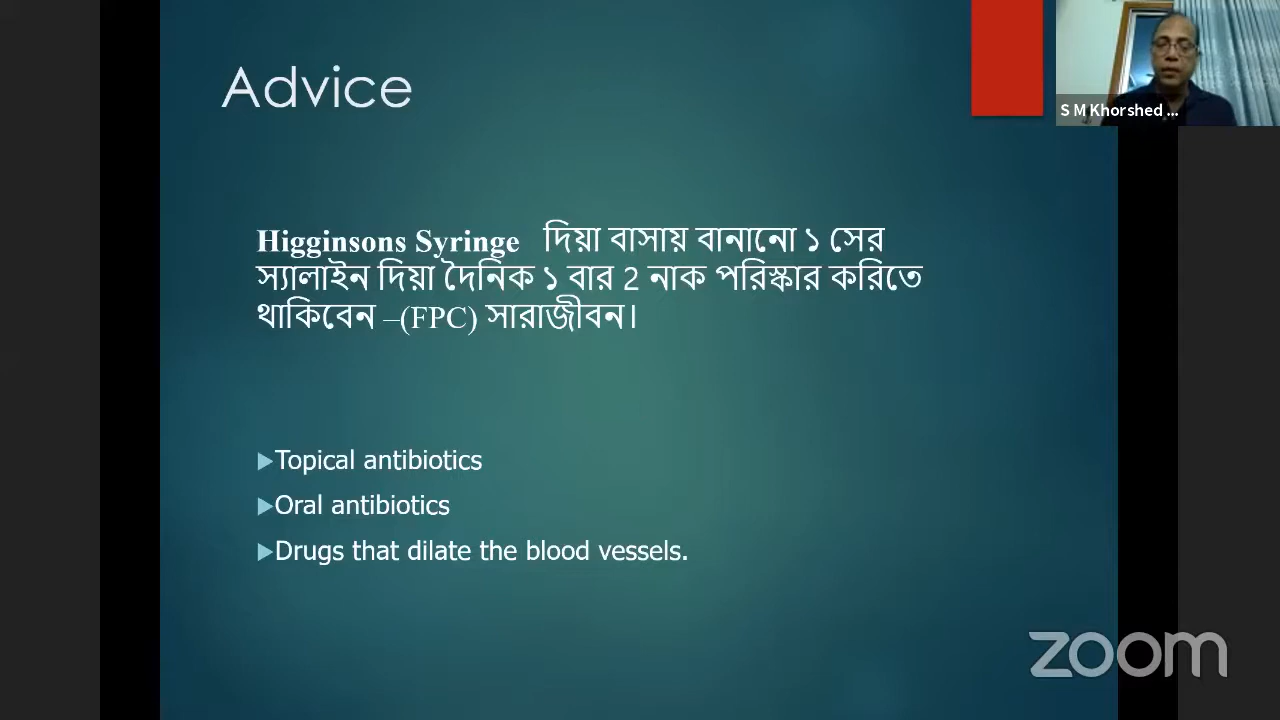 Advice
S M Khorshed ...
Higginsons Syringe দিয়া বাসায় বানানো ১ সের
স্যালাইন দিয়া দৈনিক ১ বার 2 নাক পরিস্কার করিতে
থাকিবেন –(FPC) সারাজীবন।
Topical antibiotics
Oral antibiotics
Drugs that dilate the blood vessels.
zoom